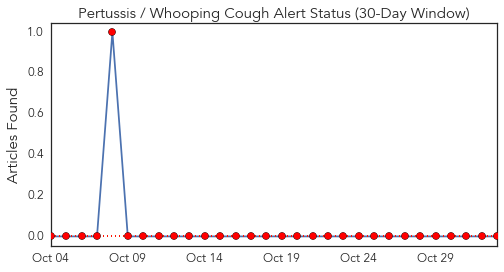 Pertussis / Whooping Cough Alert Status (30-Day Window)
Articles Found
1.0
0.8
0.6
0.4
0.2
0.0
Oct 04
Oct 09
Oct 14
Oct 19
Oct 24
Oct 29